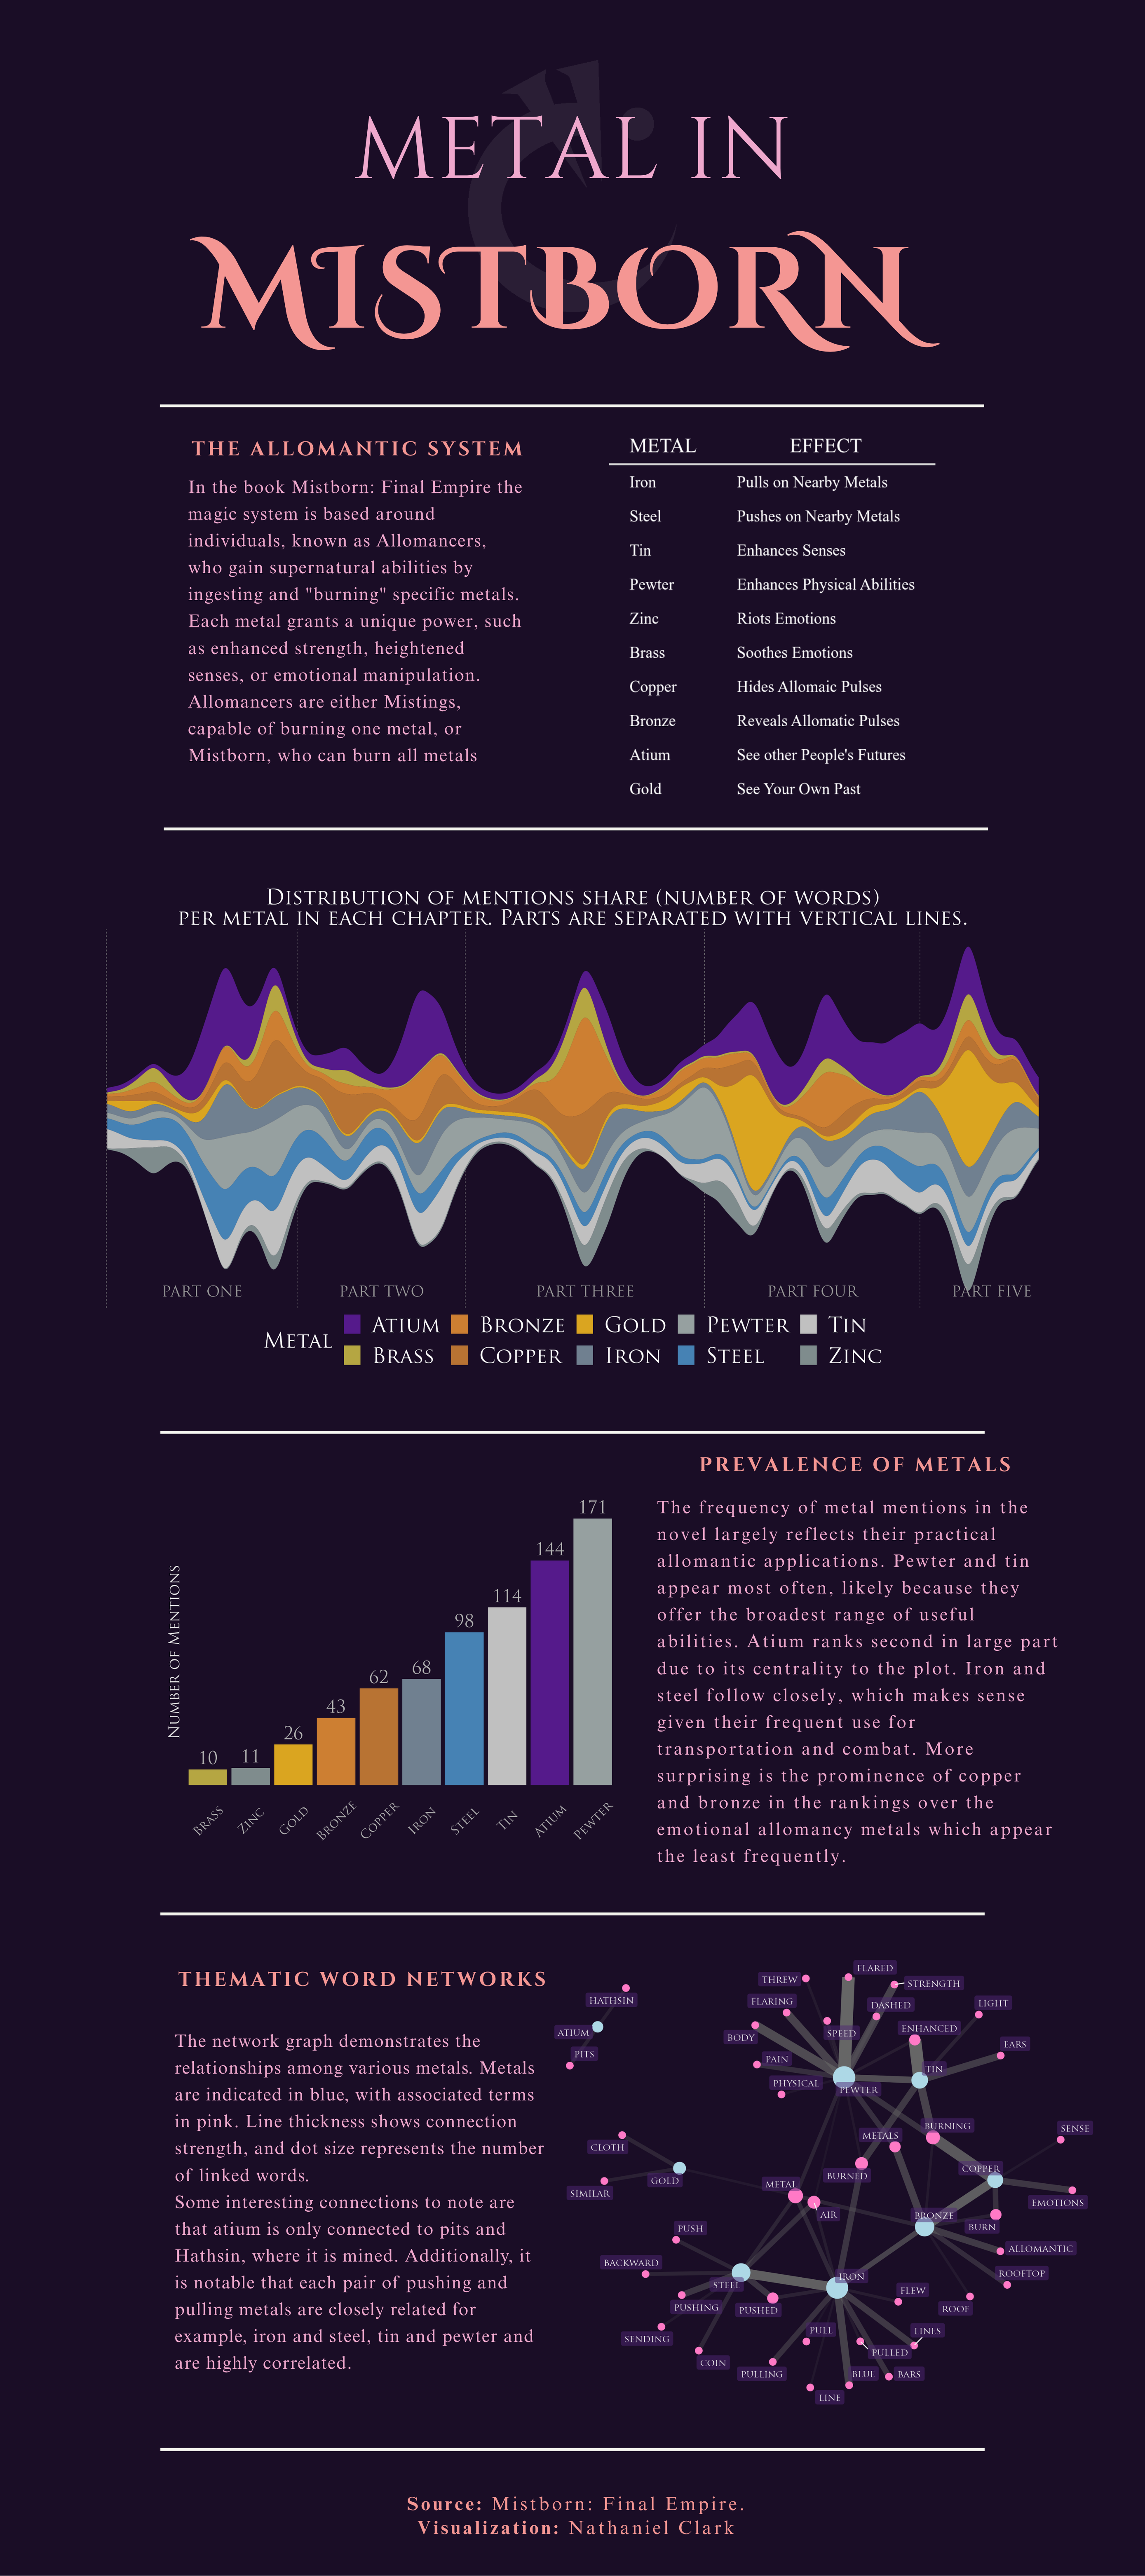 METAL IN
MISTBORN
THE ALLOMANTIC SYSTEM
In the book Mistborn: Final Empire the
magic system is based around
individuals, known as Allomancers,
who gain supernatural abilities by
ingesting and "burning" specific metals.
Each metal grants a unique power, such
as enhanced strength, heightened
senses, or emotional manipulation.
Allomancers are either Mistings,
capable of burning one metal, or
Mistborn, who can burn all metals
METAL EFFECT
Iron Pulls on Nearby Metals
Steel Pushes on Nearby Metals
Tin Enhances Senses
Pewter Enhances Physical Abilities
Zinc Riots Emotions
Brass Soothes Emotions
Copper Hides Allomaic Pulses
Bronze Reveals Allomatic Pulses
Atium See other People's Futures
Gold See Your Own Past
DISTRIBUTION OF MENTIONS SHARE (NUMBER OF WORDS)
PER METAL IN EACH CHAPTER. PARTS ARE SEPARATED WITH VERTICAL LINES.
PART ONE PART TWO PART THREE PART FOUR PART FIVE
METAL
ATIUM BRONZE GOLD PEWTER TIN
BRASS COPPER IRON STEEL ZINC
PREVALENCE OF METALS
The frequency of metal mentions in the
novel largely reflects their practical
allomantic applications. Pewter and tin
appear most often, likely because they
offer the broadest range of useful
abilities. Atium ranks second in large part
due to its centrality to the plot. Iron and
steel follow closely, which makes sense
given their frequent use for
transportation and combat. More
surprising is the prominence of copper
and bronze in the rankings over the
emotional allomancy metals which appear
the least frequently.
NUMBER OF MENTIONS
10 11 26 43 62 68 98 114 144 171
BRASS ZINC GOLD BRONZE COPPER IRON STEEL TIN ATIUM PEWTER
THEMATIC WORD NETWORKS
The network graph demonstrates the
relationships among various metals. Metals
are indicated in blue, with associated terms
in pink. Line thickness shows connection
strength, and dot size represents the number
of linked words.
Some interesting connections to note are
that atium is only connected to pits and
Hathsin, where it is mined. Additionally, it
is notable that each pair of pushing and
pulling metals are closely related for
example, iron and steel, tin and pewter and
are highly correlated.
FLARED
THREW
STRENGTH
HATHSIN
FLARING
DASHED
LIGHT
ATIUM
BODY
SPEED
ENHANCED
EARS
PITS
PAIN
TIN
PHYSICAL
PEWTER
BURNING
SENSE
METALS
CLOTH
COPPER
GOLD
BURNED
METAL
SIMILAR
EMOTIONS
AIR
BRONZE
BURN
PUSH
ALLOMANTIC
BACKWARD
ROOFTOP
IRON
STEEL
FLEW
PUSHING
PUSHED
ROOF
PULL
LINES
SENDING
PULLED
COIN
PULLING
BLUE
BARS
LINE
Source: Mistborn: Final Empire.
Visualization: Nathaniel Clark